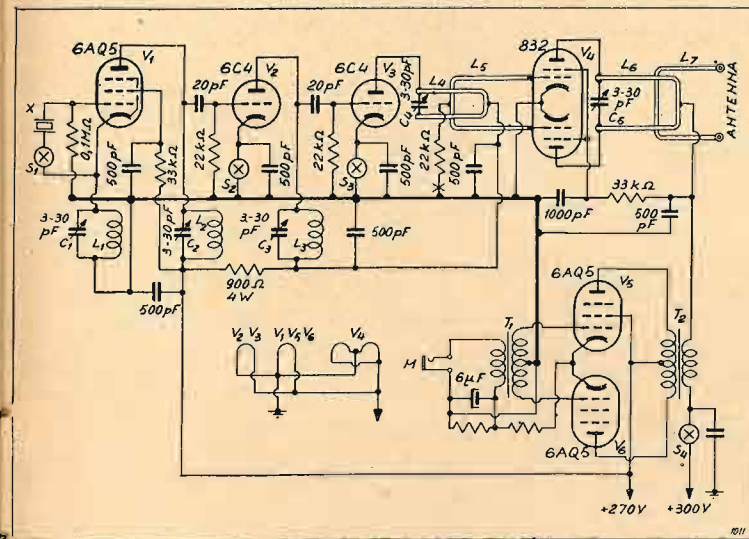 6AQ5 V1
X
S1
0,1MΩ
500pF
33kΩ
20pF
6C4 V2
22kΩ
S2
500pF
20pF
6C4 V3
22kΩ
S3
500pF
3-30pF
C4
L4
L5
22kΩ
500pF
832
V4
L6
3-30
pF
C5
L7
ANTEHHA
3-30
pF
C1
L1
500pF
3-30pF
C2
L2
900Ω
4W
3-30
pF
C3
L3
500pF
1000pF
33kΩ
500
pF
V2 V3
V1 V5 V6
V4
M
6µF
T1
6AQ5
V5
6AQ5
V6
T2
S4
+270V
+300V
1011